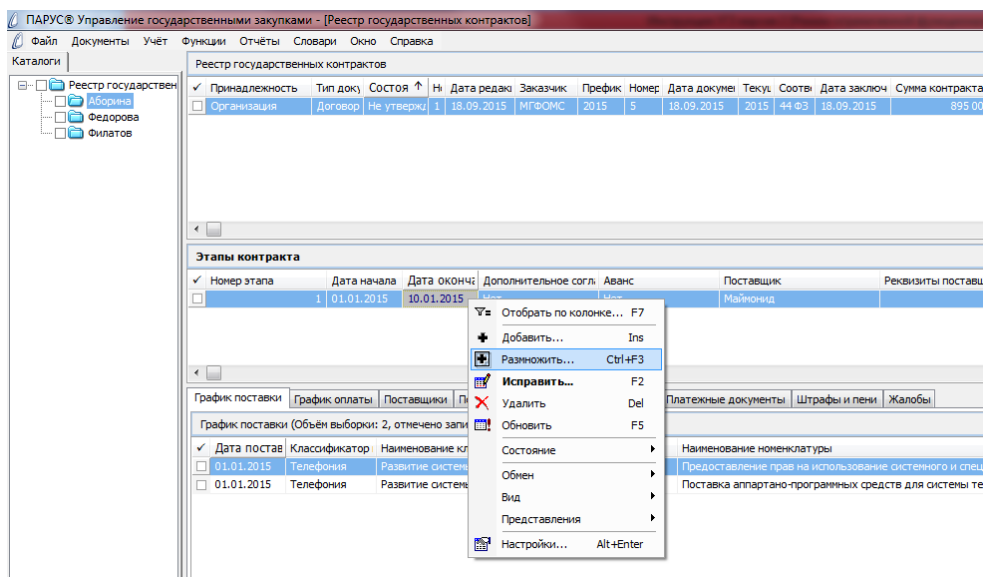 ПАРУС® Управление государственными закупками - [Реестр государственных контрактов]
Файл Документы Учёт Функции Отчёты Словари Окно Справка
Каталоги
Реестр государственных контрактов
Реестр государствен
Аборина
Федорова
Филатов
Принадлежность Тип доку Состоя Н Дата редакц Заказчик Префик Номер Дата докумен Текущ Соотв Дата заключ Сумма контракта
Организация Договор Не утвержд 1 18.09.2015 МГФОМС 2015 5 18.09.2015 2015 44 ФЗ 18.09.2015 895 00
Этапы контракта
Номер этапа Дата начала Дата оконча Дополнительное согл Аванс Поставщик Реквизиты поставщ
1 01.01.2015 10.01.2015 Нет Нет Маймонид
Отобрать по колонке... F7
Добавить... Ins
Размножить... Ctrl+F3
Исправить... F2
Удалить Del
Обновить F5
Состояние
Обмен
Вид
Представления
Настройки... Alt+Enter
График поставки График оплаты Поставщики Платежные документы Штрафы и пени Жалобы
График поставки (Объём выборки: 2, отмечено запи
Дата постав Классификатор Наименование кл Наименование номенклатуры
01.01.2015 Телефония Развитие систем Предоставление прав на использование системного и спец
01.01.2015 Телефония Развитие систем Поставка аппартано-программных средств для системы те